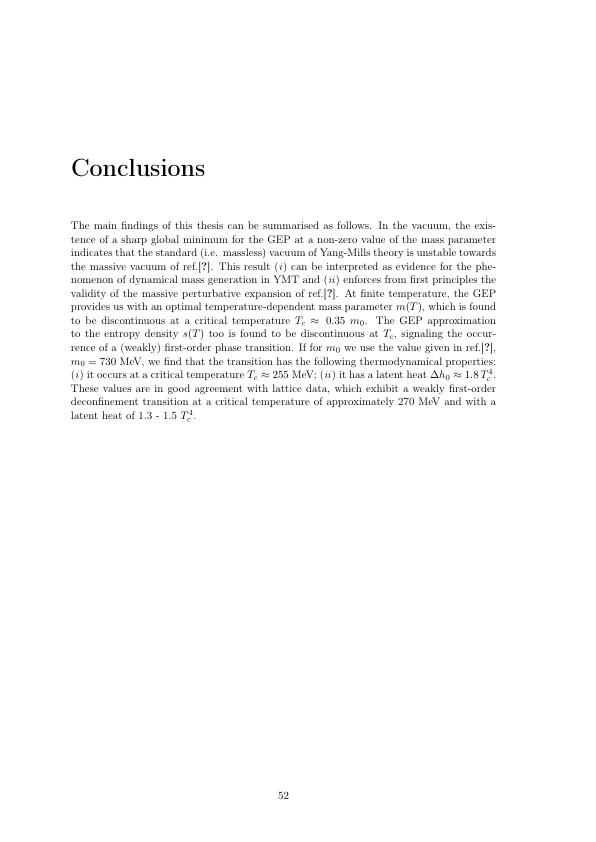 Conclusions
The main findings of this thesis can be summarised as follows. In the vacuum, the exis-
tence of a sharp global minimum for the GEP at a non-zero value of the mass parameter
indicates that the standard (i.e. massless) vacuum of Yang-Mills theory is unstable towards
the massive vacuum of ref.[?]. This result (i) can be interpreted as evidence for the phe-
nomenon of dynamical mass generation in YMT and (ii) enforces from first principles the
validity of the massive perturbative expansion of ref.[?]. At finite temperature, the GEP
provides us with an optimal temperature-dependent mass parameter m(T), which is found
to be discontinuous at a critical temperature T_c ≈ 0.35 m_0. The GEP approximation
to the entropy density s(T) too is found to be discontinuous at T_c, signaling the occur-
rence of a (weakly) first-order phase transition. If for m_0 we use the value given in ref.[?],
m_0 = 730 MeV, we find that the transition has the following thermodynamical properties:
(i) it occurs at a critical temperature T_c ≈ 255 MeV; (ii) it has a latent heat Δh_0 ≈ 1.8 T_c^4.
These values are in good agreement with lattice data, which exhibit a weakly first-order
deconfinement transition at a critical temperature of approximately 270 MeV and with a
latent heat of 1.3 - 1.5 T_c^4.
52